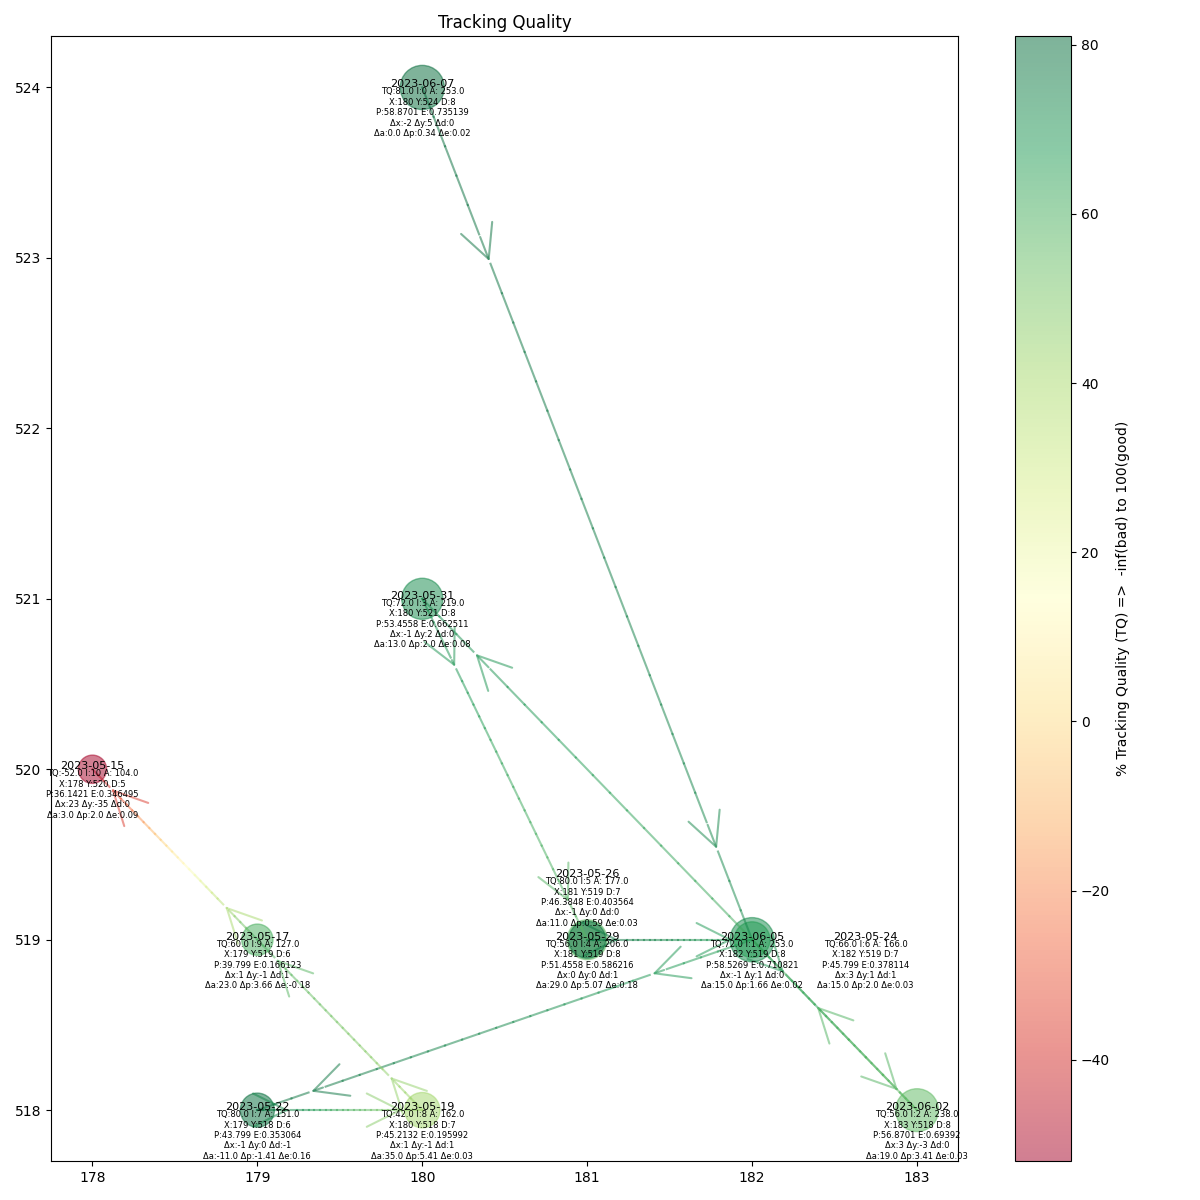 Tracking Quality
524
523
522
521
520
519
518
178
179
180
181
182
183
2023-06-07
TQ:81.0 I:0 A: 253.0
X:180 Y:524 D:8
P:58.8701 E:0.735139
Δx:-2 Δy:5 Δd:0
Δa:0.0 Δp:0.34 Δe:0.02
2023-05-31
TQ:72.0 I:3 A: 219.0
X:180 Y:521 D:8
P:53.4558 E:0.662511
Δx:-1 Δy:2 Δd:0
Δa:13.0 Δp:2.0 Δe:0.08
2023-05-15
TQ:-52.0 I:10 A: 104.0
X:178 Y:520 D:5
P:36.1421 E:0.346495
Δx:23 Δy:-35 Δd:0
Δa:3.0 Δp:2.0 Δe:0.09
2023-05-26
TQ:80.0 I:5 A: 177.0
X:181 Y:519 D:7
P:46.3848 E:0.403564
Δx:-1 Δy:0 Δd:0
Δa:11.0 Δp:0.59 Δe:0.03
2023-05-17
TQ:60.0 I:9 A: 127.0
X:179 Y:519 D:6
P:39.799 E:0.166123
Δx:1 Δy:-1 Δd:1
Δa:23.0 Δp:3.66 Δe:-0.18
2023-05-29
TQ:56.0 I:4 A: 206.0
X:181 Y:519 D:8
P:51.4558 E:0.586216
Δx:0 Δy:0 Δd:1
Δa:29.0 Δp:5.07 Δe:0.18
2023-06-05
TQ:72.0 I:1 A: 253.0
X:182 Y:519 D:8
P:58.5269 E:0.710821
Δx:-1 Δy:1 Δd:0
Δa:15.0 Δp:1.66 Δe:0.02
2023-05-24
TQ:66.0 I:6 A: 166.0
X:182 Y:519 D:7
P:45.799 E:0.378114
Δx:3 Δy:1 Δd:1
Δa:15.0 Δp:2.0 Δe:0.03
2023-05-22
TQ:80.0 I:7 A: 151.0
X:179 Y:518 D:6
P:43.799 E:0.353064
Δx:-1 Δy:0 Δd:-1
Δa:-11.0 Δp:-1.41 Δe:0.16
2023-05-19
TQ:42.0 I:8 A: 162.0
X:180 Y:518 D:7
P:45.2132 E:0.195992
Δx:1 Δy:-1 Δd:1
Δa:35.0 Δp:5.41 Δe:0.03
2023-06-02
TQ:56.0 I:2 A: 238.0
X:183 Y:518 D:8
P:56.8701 E:0.69392
Δx:3 Δy:-3 Δd:0
Δa:19.0 Δp:3.41 Δe:0.03
80
60
40
20
0
−20
−40
% Tracking Quality (TQ) => -inf(bad) to 100(good)